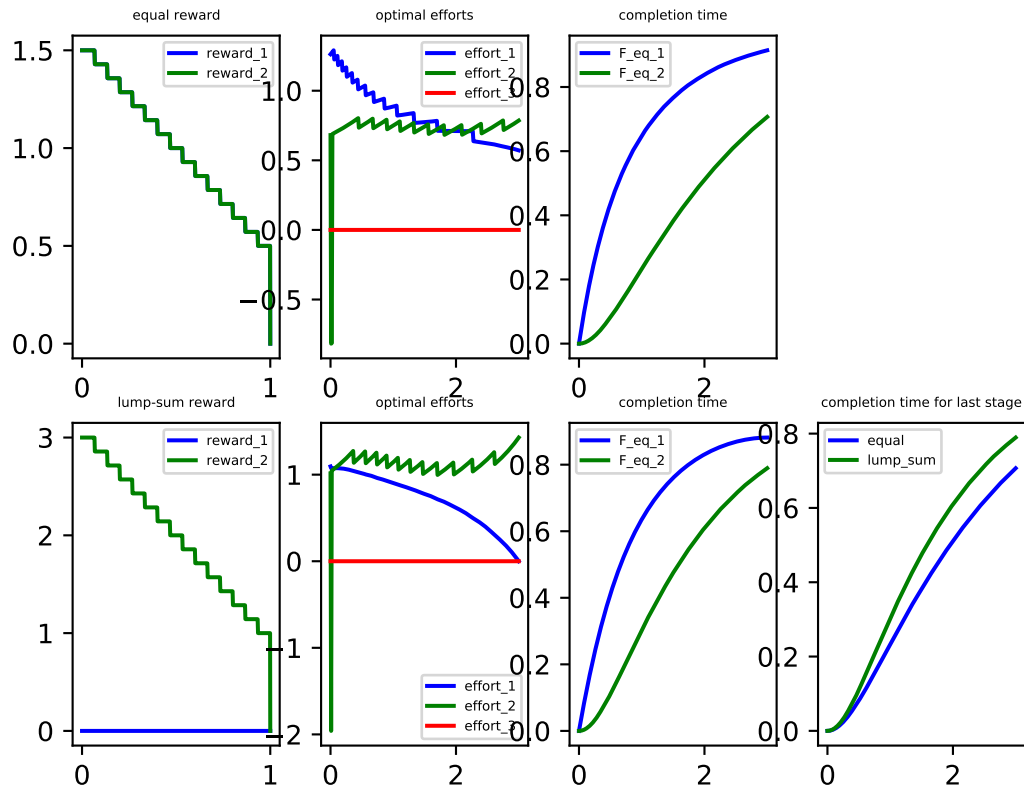 equal reward
optimal efforts
completion time
reward_1
reward_2
1.5
1.0
0.5
0.0
0
1
effort_1
effort_2
effort_3
1.0
0.5
0.0
−0.5
0
2
F_eq_1
F_eq_2
0.8
0.6
0.4
0.2
0.0
0
2
lump-sum reward
optimal efforts
completion time
completion time for last stage
reward_1
reward_2
3
2
1
0
0
1
effort_1
effort_2
effort_3
1
0
−1
−2
0
2
F_eq_1
F_eq_2
0.8
0.6
0.4
0.2
0.0
0
2
equal
lump_sum
0.8
0.6
0.4
0.2
0.0
0
2